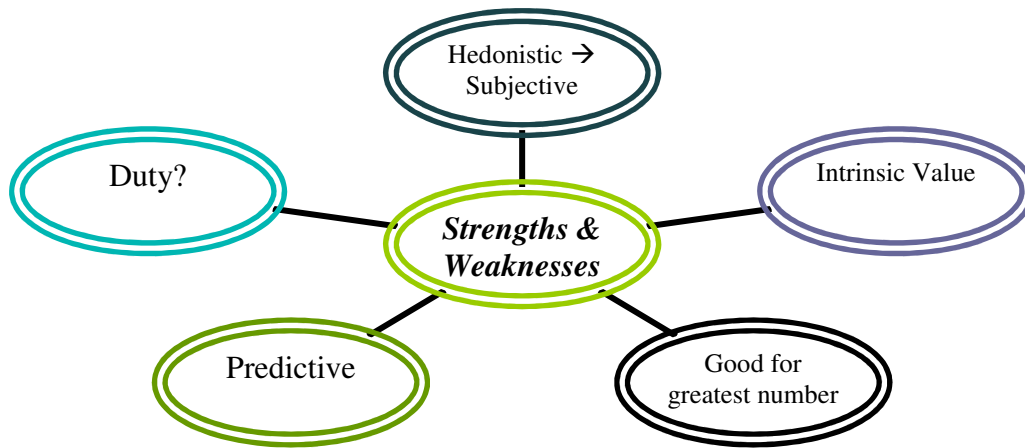 Hedonistic →
Subjective
Duty?
Intrinsic Value
Strengths &
Weaknesses
Predictive
Good for
greatest number